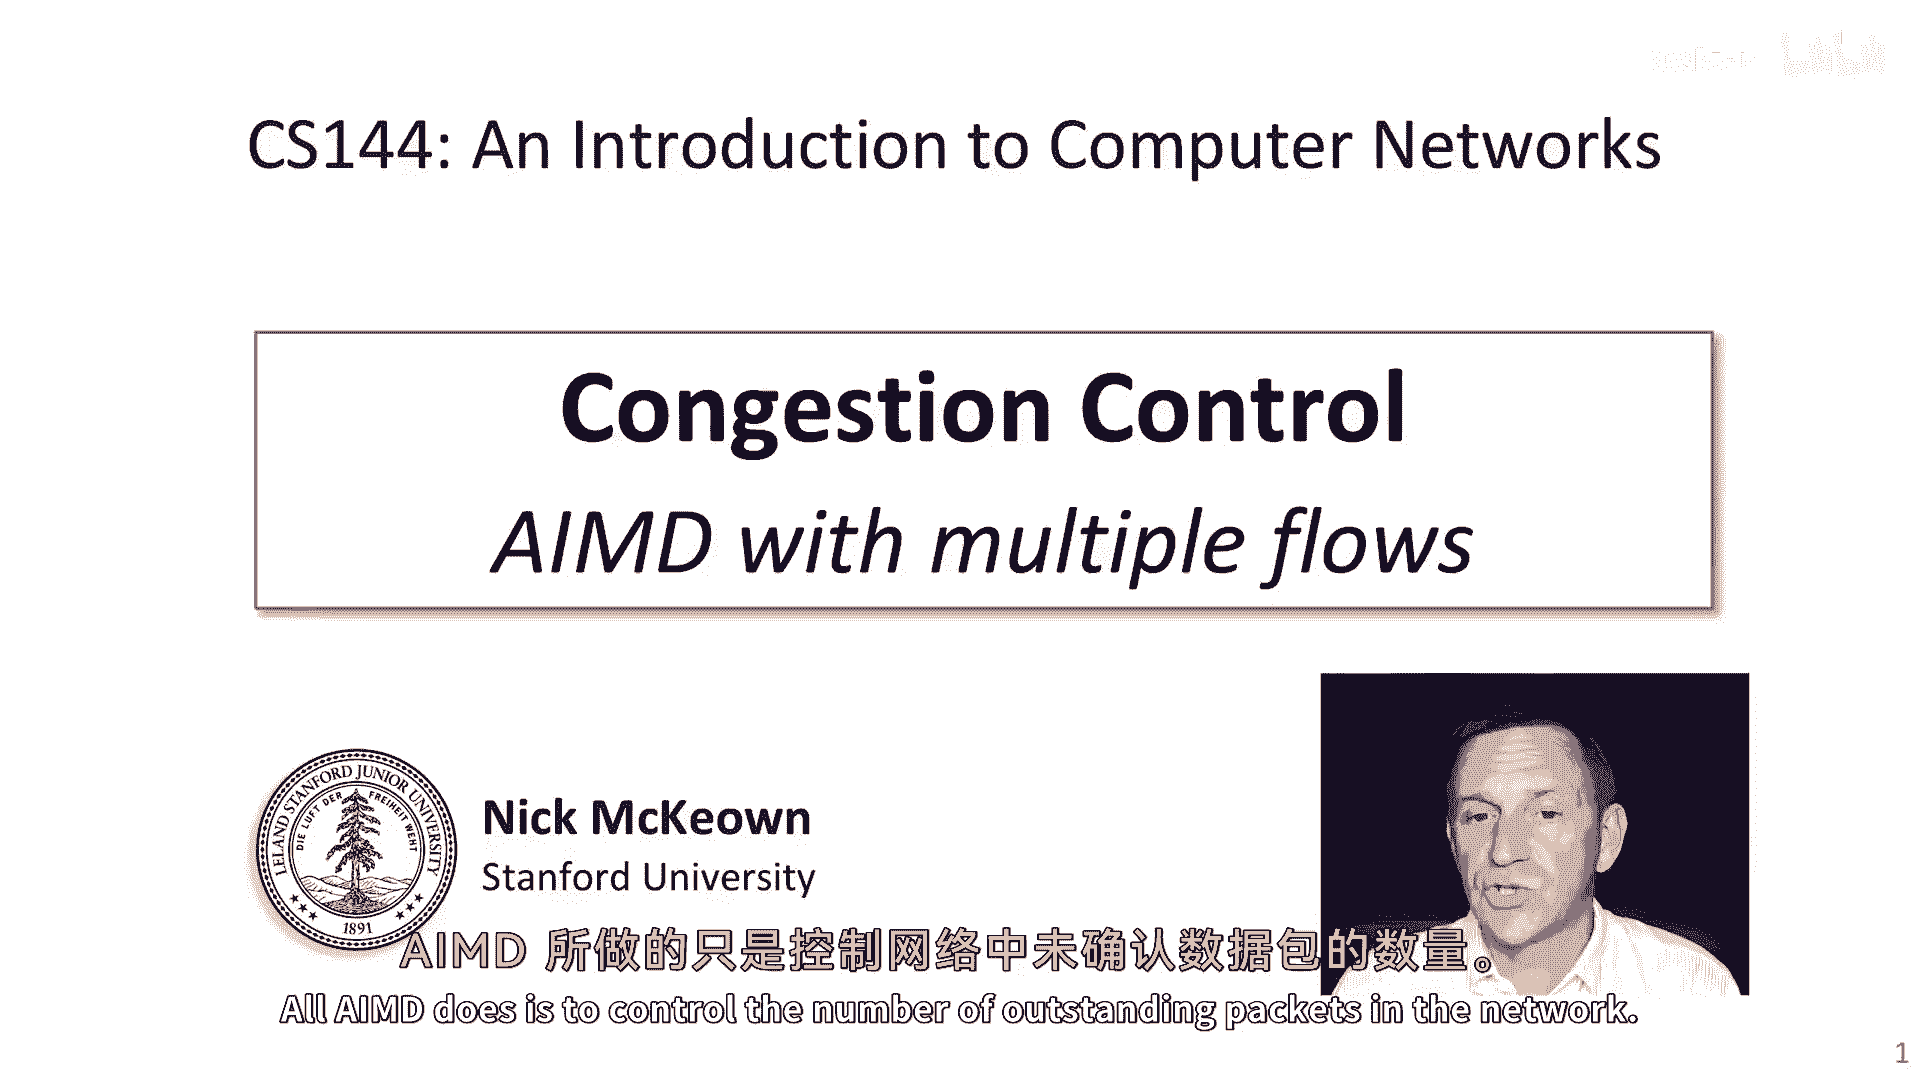 CS144: An Introduction to Computer Networks
Congestion Control
AIMD with multiple flows
LELAND STANFORD JUNIOR UNIVERSITY
DIE LUFT DER FREIHEIT WEHT
1891
Nick McKeown
Stanford University
AIMD 所做的只是控制网络中未确认数据包的数量。
All AIMD does is to control the number of outstanding packets in the network.
1